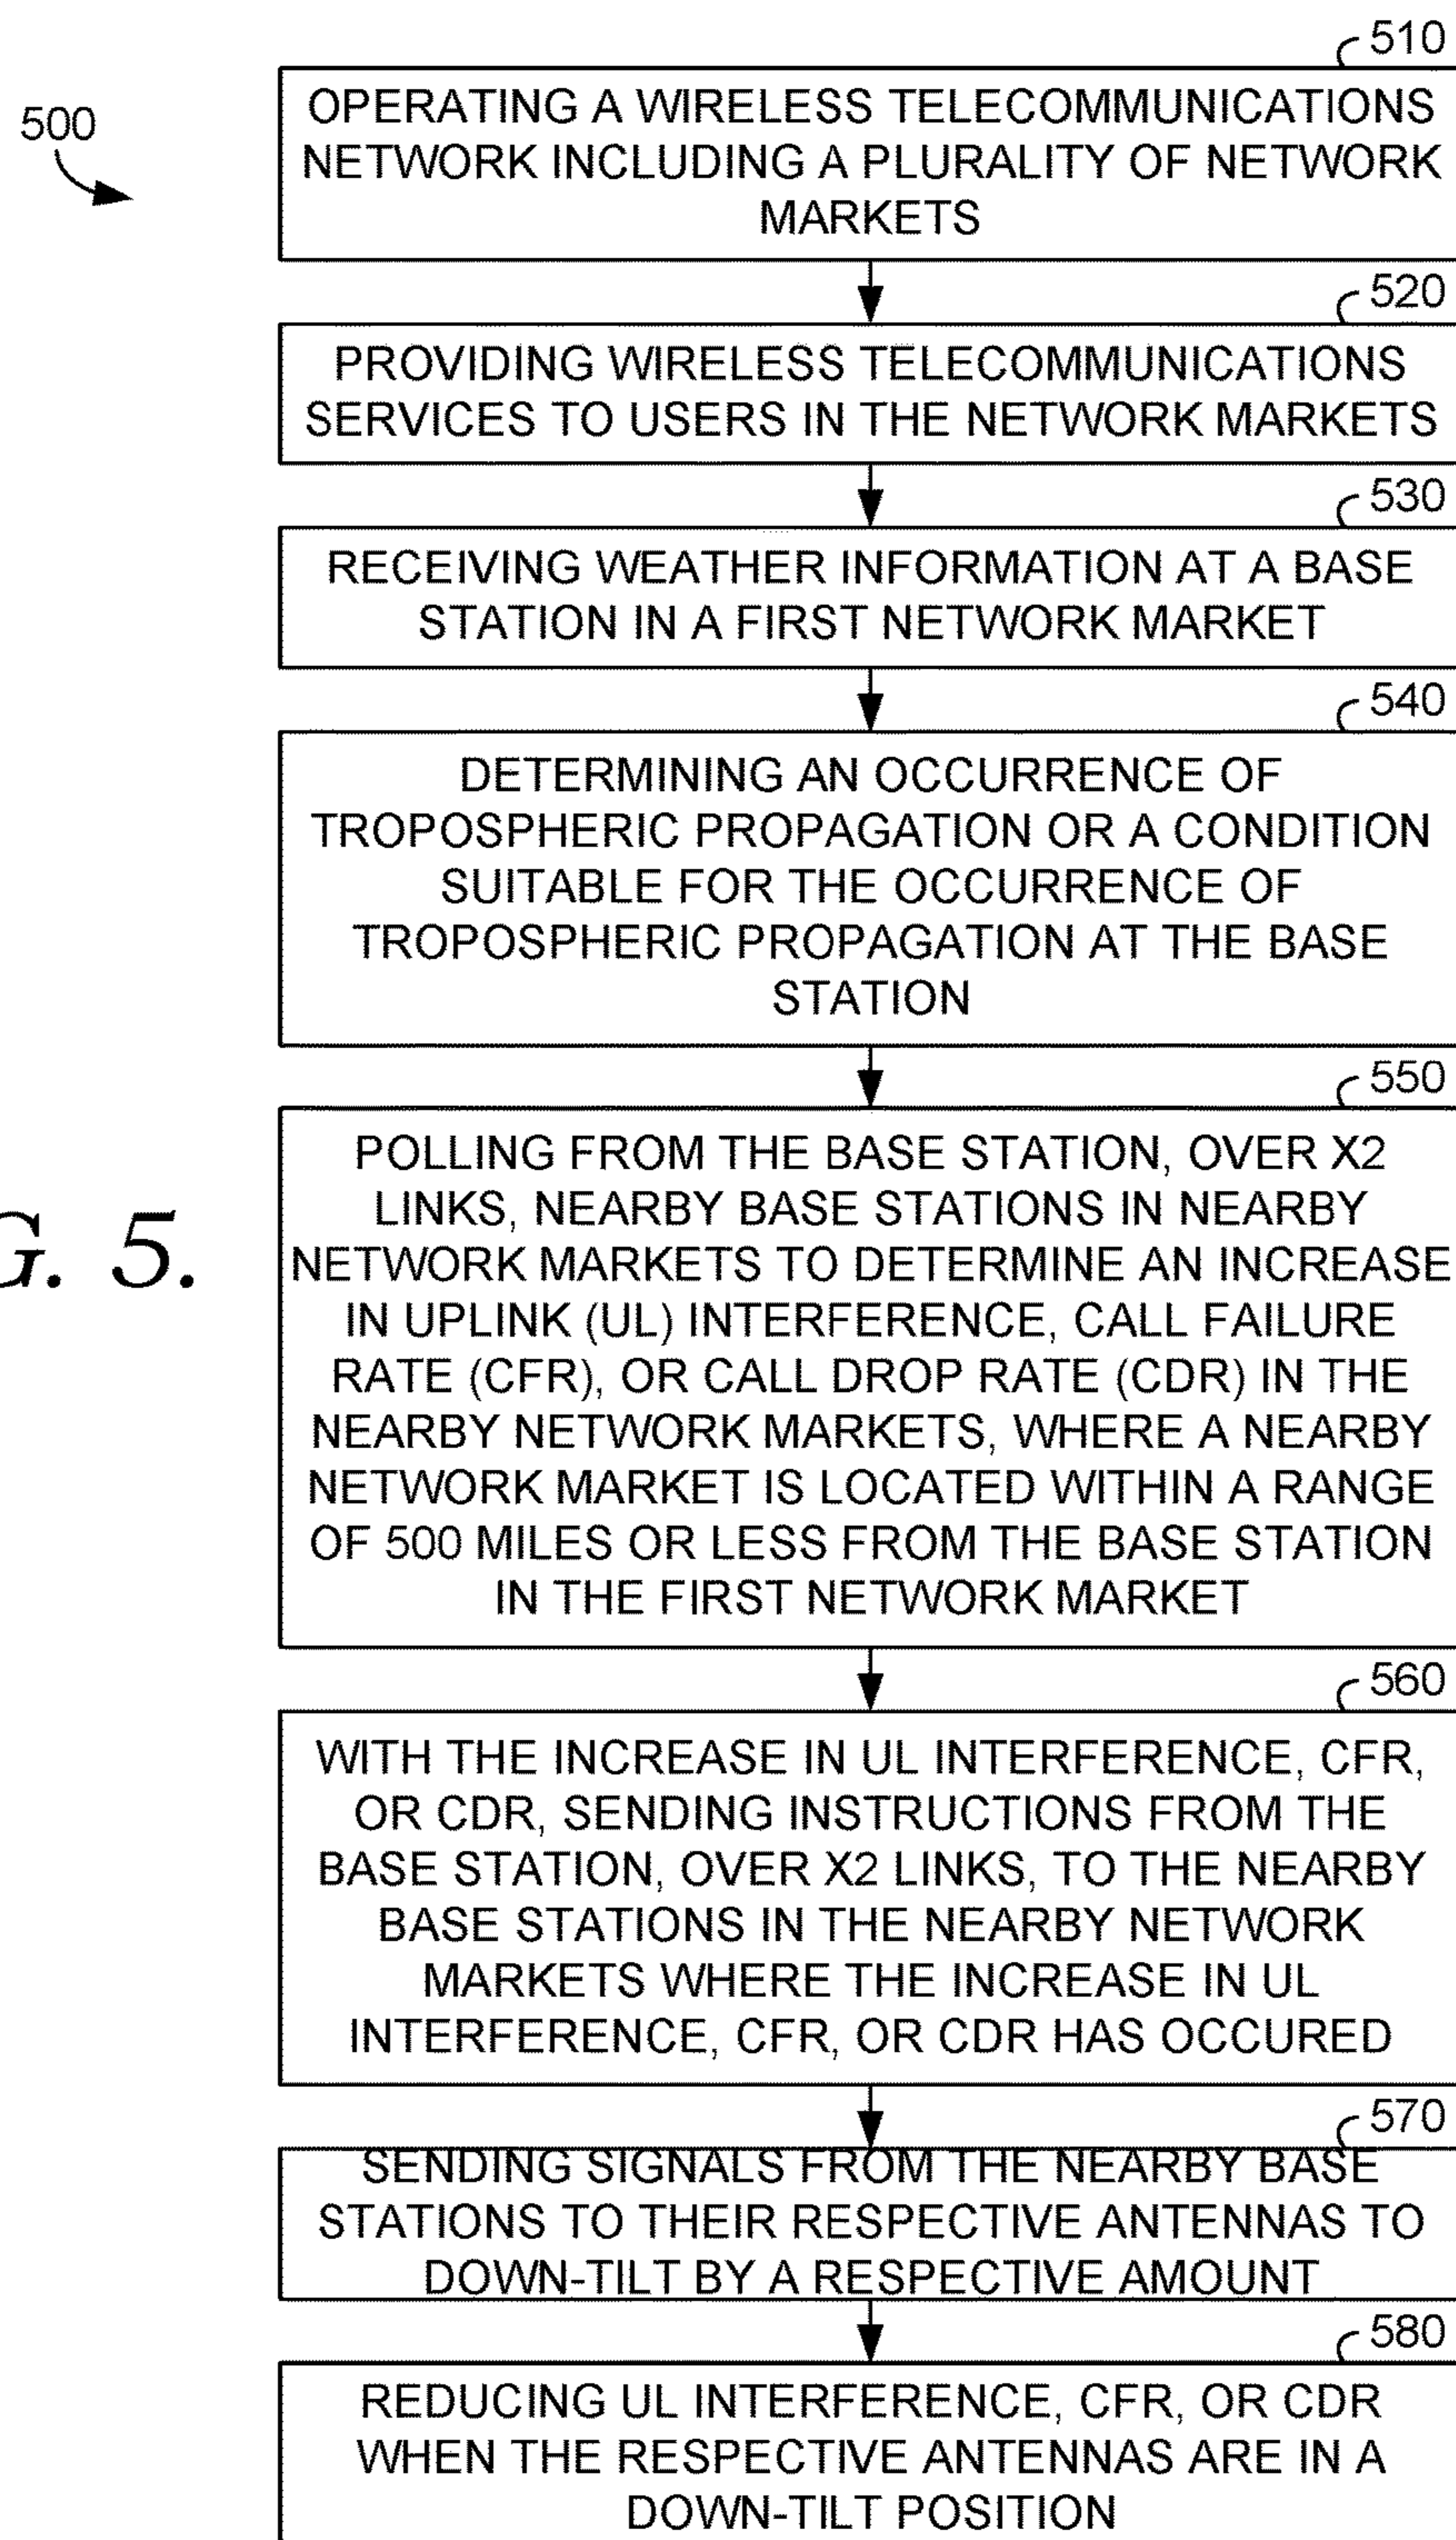 510
500
OPERATING A WIRELESS TELECOMMUNICATIONS
NETWORK INCLUDING A PLURALITY OF NETWORK
MARKETS
520
PROVIDING WIRELESS TELECOMMUNICATIONS
SERVICES TO USERS IN THE NETWORK MARKETS
530
RECEIVING WEATHER INFORMATION AT A BASE
STATION IN A FIRST NETWORK MARKET
540
DETERMINING AN OCCURRENCE OF
TROPOSPHERIC PROPAGATION OR A CONDITION
SUITABLE FOR THE OCCURRENCE OF
TROPOSPHERIC PROPAGATION AT THE BASE
STATION
550
POLLING FROM THE BASE STATION, OVER X2
LINKS, NEARBY BASE STATIONS IN NEARBY
NETWORK MARKETS TO DETERMINE AN INCREASE
IN UPLINK (UL) INTERFERENCE, CALL FAILURE
RATE (CFR), OR CALL DROP RATE (CDR) IN THE
NEARBY NETWORK MARKETS, WHERE A NEARBY
NETWORK MARKET IS LOCATED WITHIN A RANGE
OF 500 MILES OR LESS FROM THE BASE STATION
IN THE FIRST NETWORK MARKET
G. 5.
560
WITH THE INCREASE IN UL INTERFERENCE, CFR,
OR CDR, SENDING INSTRUCTIONS FROM THE
BASE STATION, OVER X2 LINKS, TO THE NEARBY
BASE STATIONS IN THE NEARBY NETWORK
MARKETS WHERE THE INCREASE IN UL
INTERFERENCE, CFR, OR CDR HAS OCCURED
570
SENDING SIGNALS FROM THE NEARBY BASE
STATIONS TO THEIR RESPECTIVE ANTENNAS TO
DOWN-TILT BY A RESPECTIVE AMOUNT
580
REDUCING UL INTERFERENCE, CFR, OR CDR
WHEN THE RESPECTIVE ANTENNAS ARE IN A
DOWN-TILT POSITION